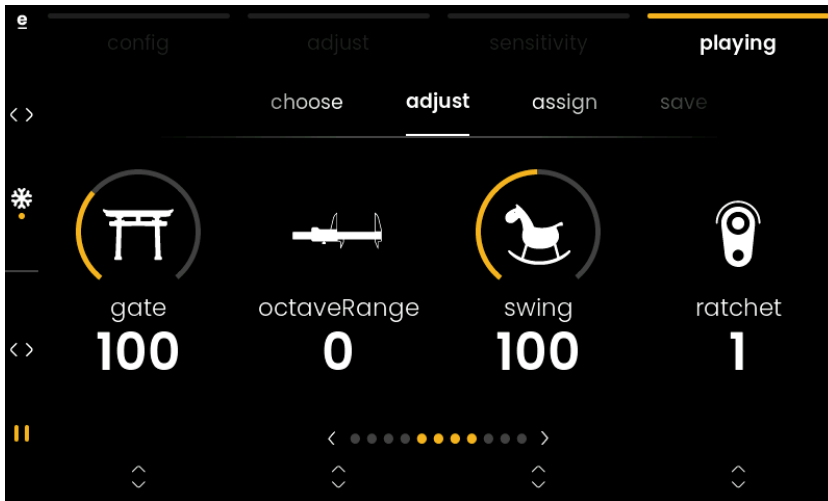 e
config adjust sensitivity playing
choose adjust assign save
gate octaveRange swing ratchet
100 0 100 1